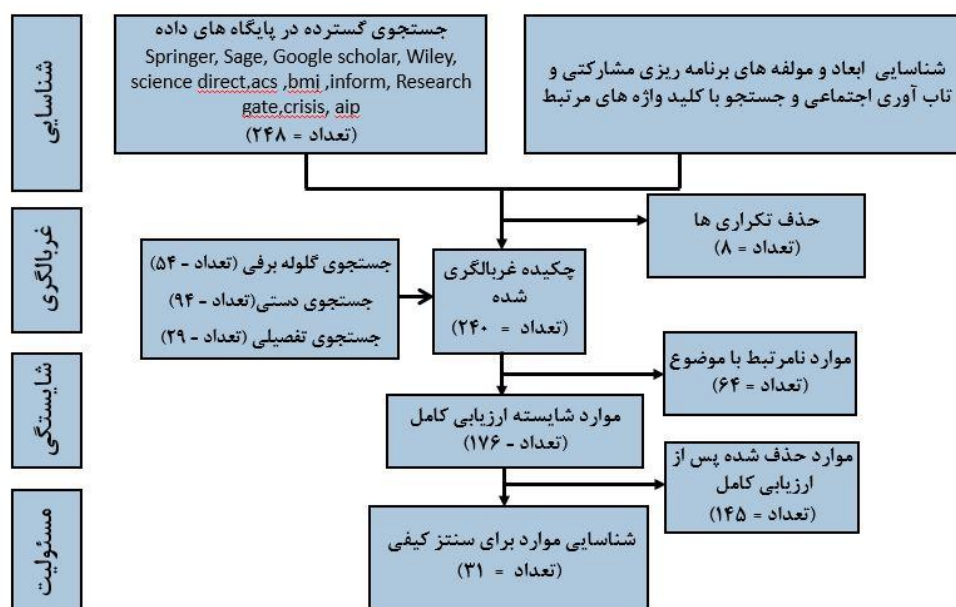 شناسایی
جستجوی گسترده در پایگاه های داده
Springer, Sage, Google scholar, Wiley,
science direct,acs ,bmj ,inform, Research
gate,crisis, aip
(تعداد = ۲۴۸)
شناسایی ابعاد و مولفه های برنامه ریزی مشارکتی و
تاب آوری اجتماعی و جستجو با کلید واژه های مرتبط
غربالگری
حذف تکراری ها
(تعداد = ۸)
چکیده غربالگری
شده
(تعداد = ۲۴۰)
جستجوی گلوله برفی (تعداد - ۵۴)
جستجوی دستی(تعداد - ۹۴)
جستجوی تفصیلی (تعداد - ۲۹)
شایستگی
موارد نامرتبط با موضوع
(تعداد = ۶۴)
موارد شایسته ارزیابی کامل
(تعداد - ۱۷۶)
موارد حذف شده پس از
ارزیابی کامل
(تعداد = ۱۴۵)
مسئولیت
شناسایی موارد برای سنتز کیفی
(تعداد = ۳۱)